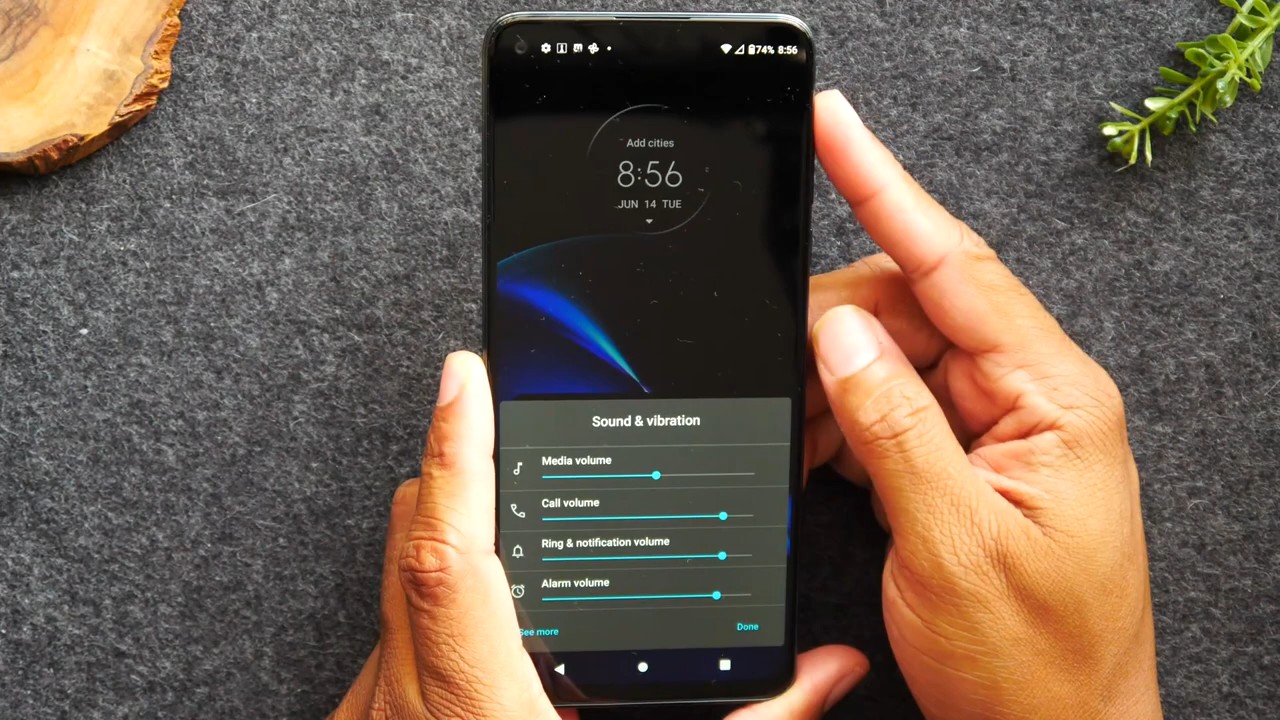 74% 8:56
Add cities
8:56
JUN 14 TUE
Sound & vibration
Media volume
Call volume
Ring & notification volume
Alarm volume
See more
Done